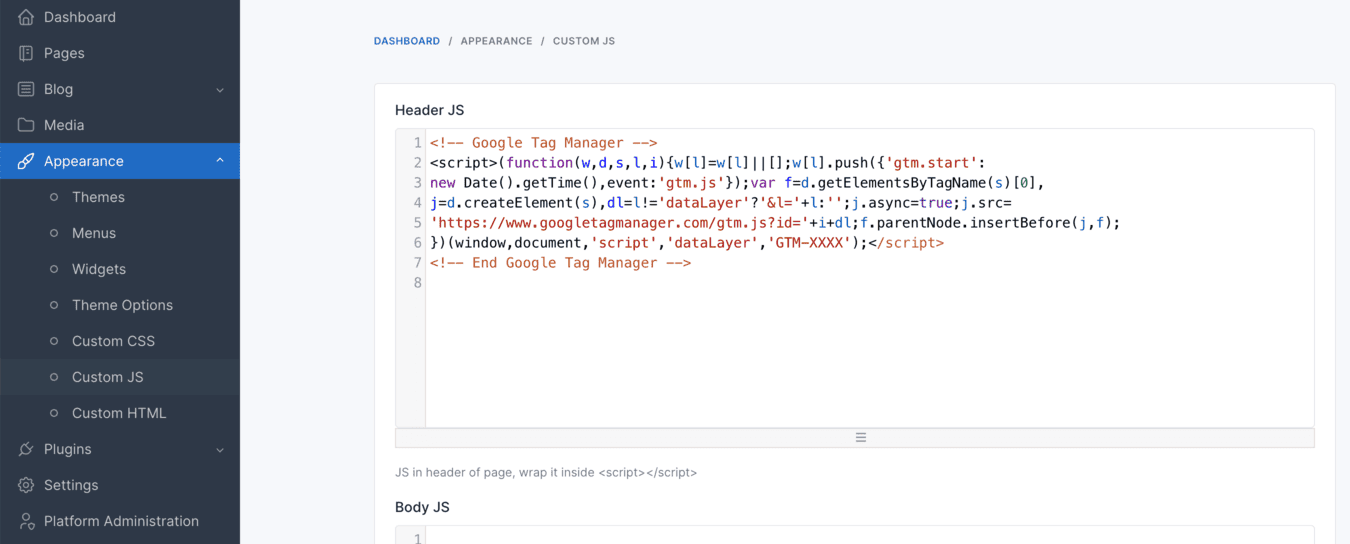 Dashboard
Pages
Blog
Media
Appearance
Themes
Menus
Widgets
Theme Options
Custom CSS
Custom JS
Custom HTML
Plugins
Settings
Platform Administration
DASHBOARD / APPEARANCE / CUSTOM JS
Header JS
1 <!-- Google Tag Manager -->
2 <script>(function(w,d,s,l,i){w[l]=w[l]||[];w[l].push({'gtm.start':
3 new Date().getTime(),event:'gtm.js'});var f=d.getElementsByTagName(s)[0],
4 j=d.createElement(s),dl=l!='dataLayer'?'&l='+l:'';j.async=true;j.src=
5 'https://www.googletagmanager.com/gtm.js?id='+i+dl;f.parentNode.insertBefore(j,f);
6 })(window,document,'script','dataLayer','GTM-XXXX');</script>
7 <!-- End Google Tag Manager -->
8
JS in header of page, wrap it inside <script></script>
Body JS
1